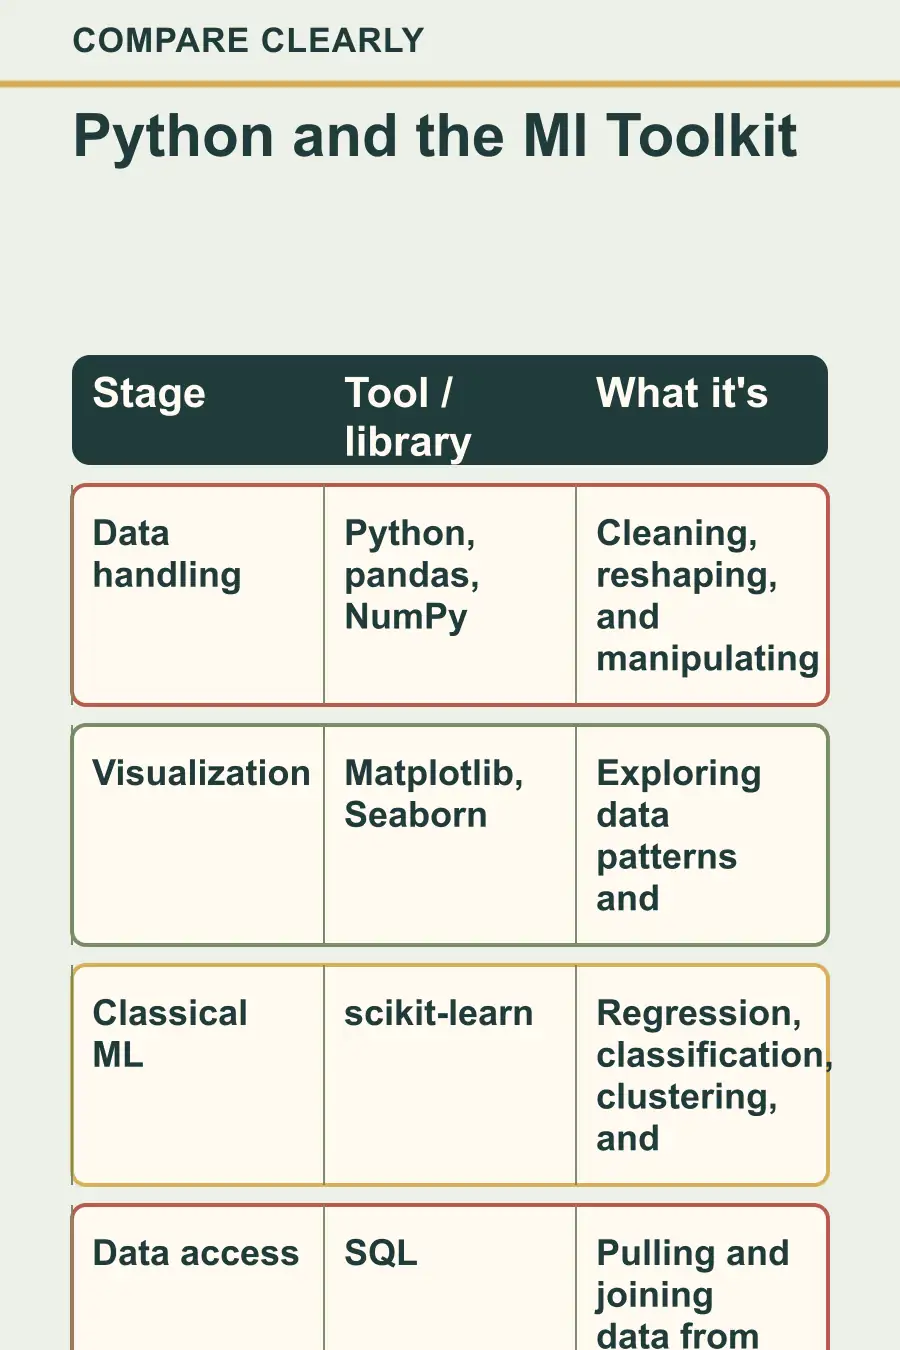 COMPARE CLEARLY
Python and the Ml Toolkit
Stage
Tool /
library
What it's
Data
handling
Python,
pandas,
NumPy
Cleaning,
reshaping,
and
manipulating
Visualization
Matplotlib,
Seaborn
Exploring
data
patterns
and
Classical
ML
scikit-learn
Regression,
classification,
clustering,
and
Data access
SQL
Pulling and
joining
data from